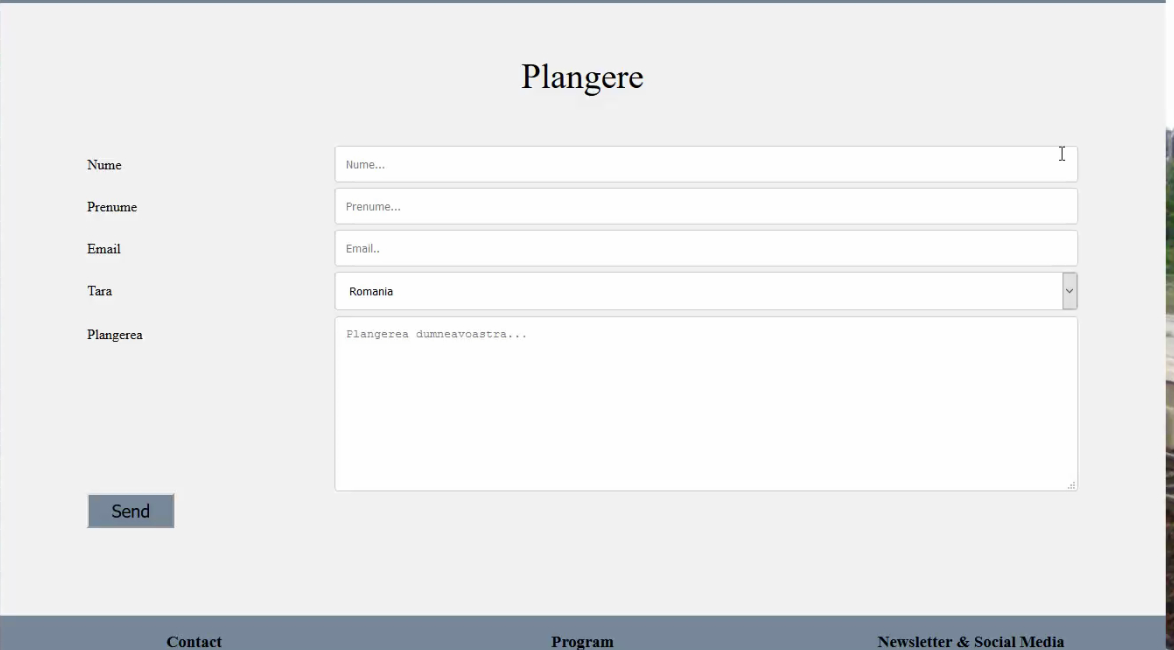 Plangere
Nume
Nume...
Prenume
Prenume...
Email
Email..
Tara
Romania
Plangerea
Plangerea dumneavoastra...
Send
Contact
Program
Newsletter & Social Media